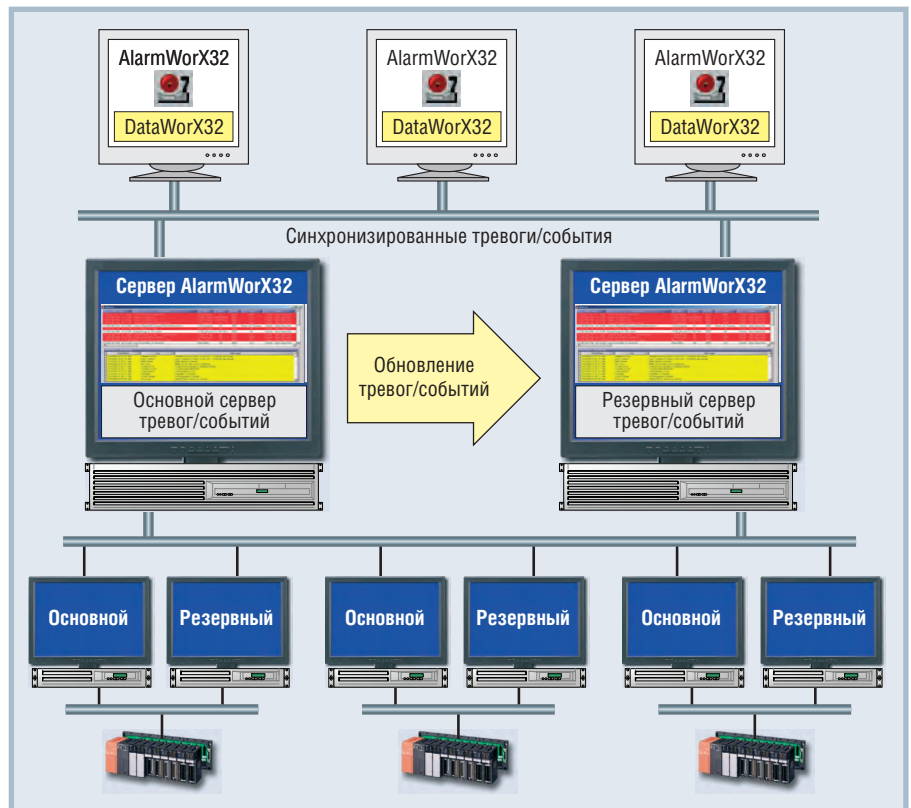 AlarmWorX32
AlarmWorX32
AlarmWorX32
DataWorX32
DataWorX32
DataWorX32
Синхронизированные тревоги/события
Сервер AlarmWorX32
Сервер AlarmWorX32
Обновление
тревог/событий
Основной сервер
тревог/событий
Резервный сервер
тревог/событий
Основной
Резервный
Основной
Резервный
Основной
Резервный